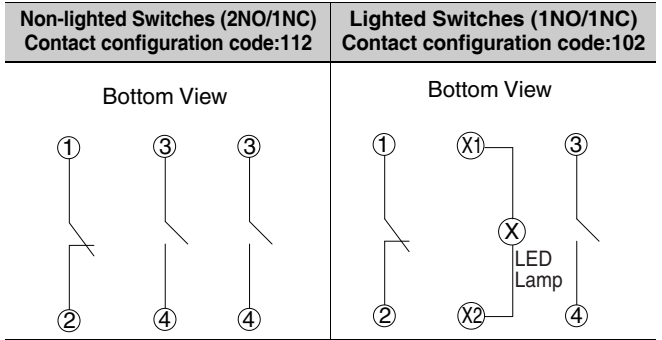 Non-lighted Switches (2NO/1NC)
Contact configuration code:112
Bottom View
1 3 3
2 4 4
Lighted Switches (1NO/1NC)
Contact configuration code:102
Bottom View
1 X1 3
X
LED
Lamp
2 X2 4